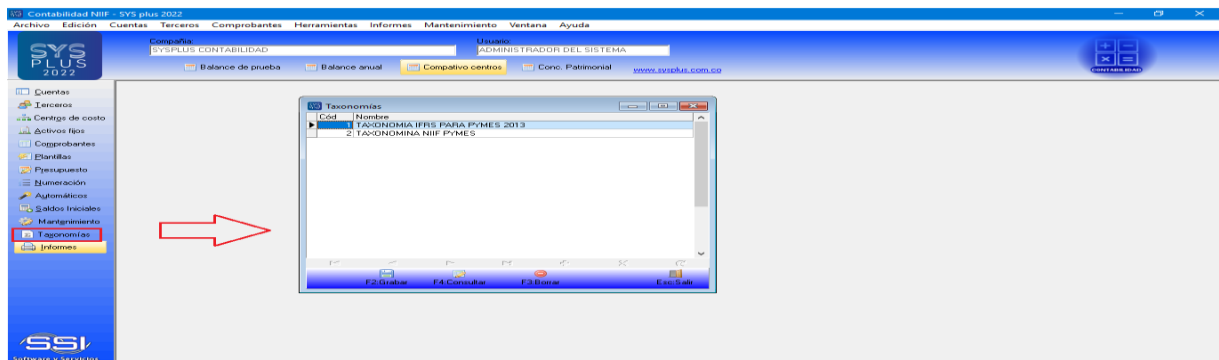 Contabilidad NIIF - SYS plus 2022
Archivo Edición Cuentas Terceros Comprobantes Herramientas Informes Mantenimiento Ventana Ayuda
SYS
PLUS
2022
Compañía:
SYSPLUS CONTABILIDAD
Usuario:
ADMINISTRADOR DEL SISTEMA
Balance de prueba Balance anual Compativo centros Conc. Patrimonial www.sysplus.com.co
CONTABILIDAD
Cuentas
Terceros
Centros de costo
Activos fijos
Comprobantes
Plantillas
Presupuesto
Numeración
Automáticos
Saldos Iniciales
Mantenimiento
Taxonomías
Informes
Taxonomías
Cód Nombre
1 TAXONOMIA IFRS PARA PYMES 2013
2 TAXONOMINA NIIF PYMES
F2:Grabar F4:Consultar F3:Borrar Esc:Salir
SSI
Software y Servicios